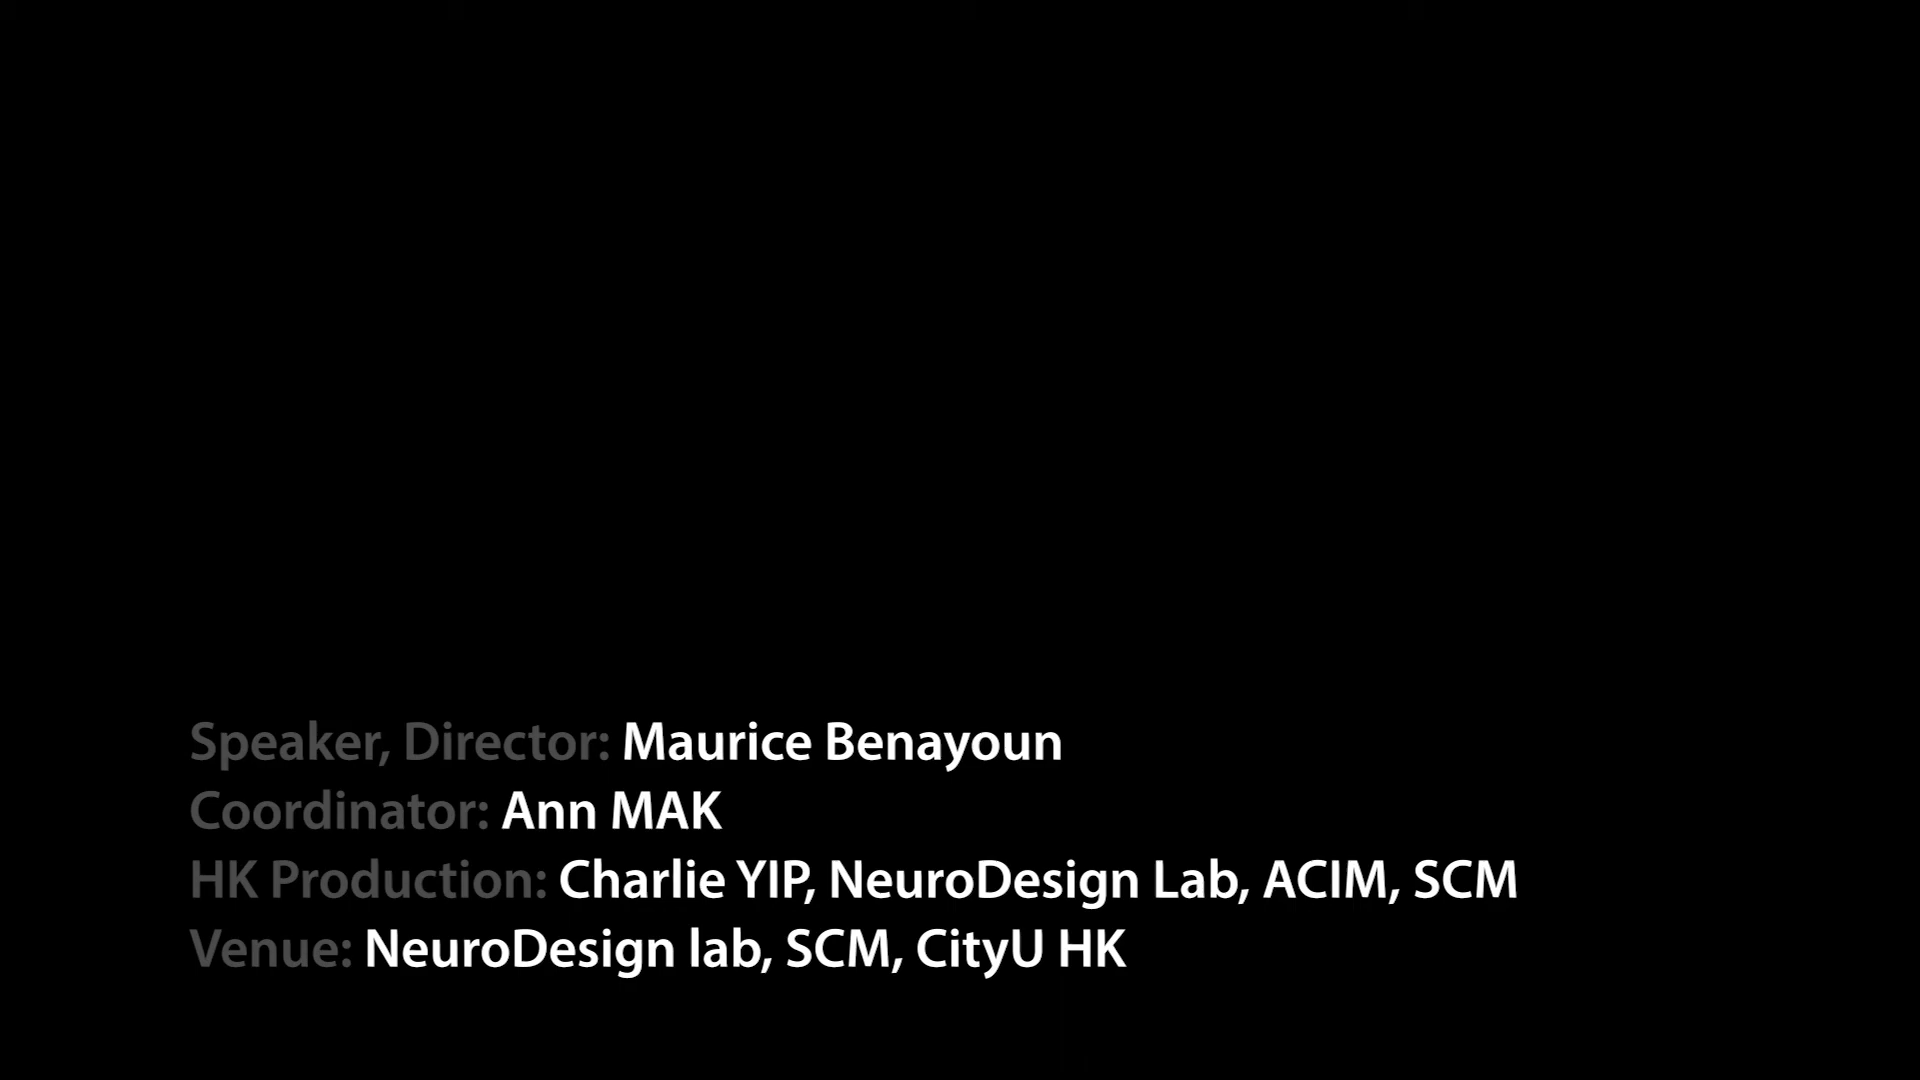 Speaker, Director: Maurice Benayoun
Coordinator: Ann MAK
HK Production: Charlie YIP, NeuroDesign Lab, ACIM, SCM
Venue: NeuroDesign lab, SCM, CityU HK